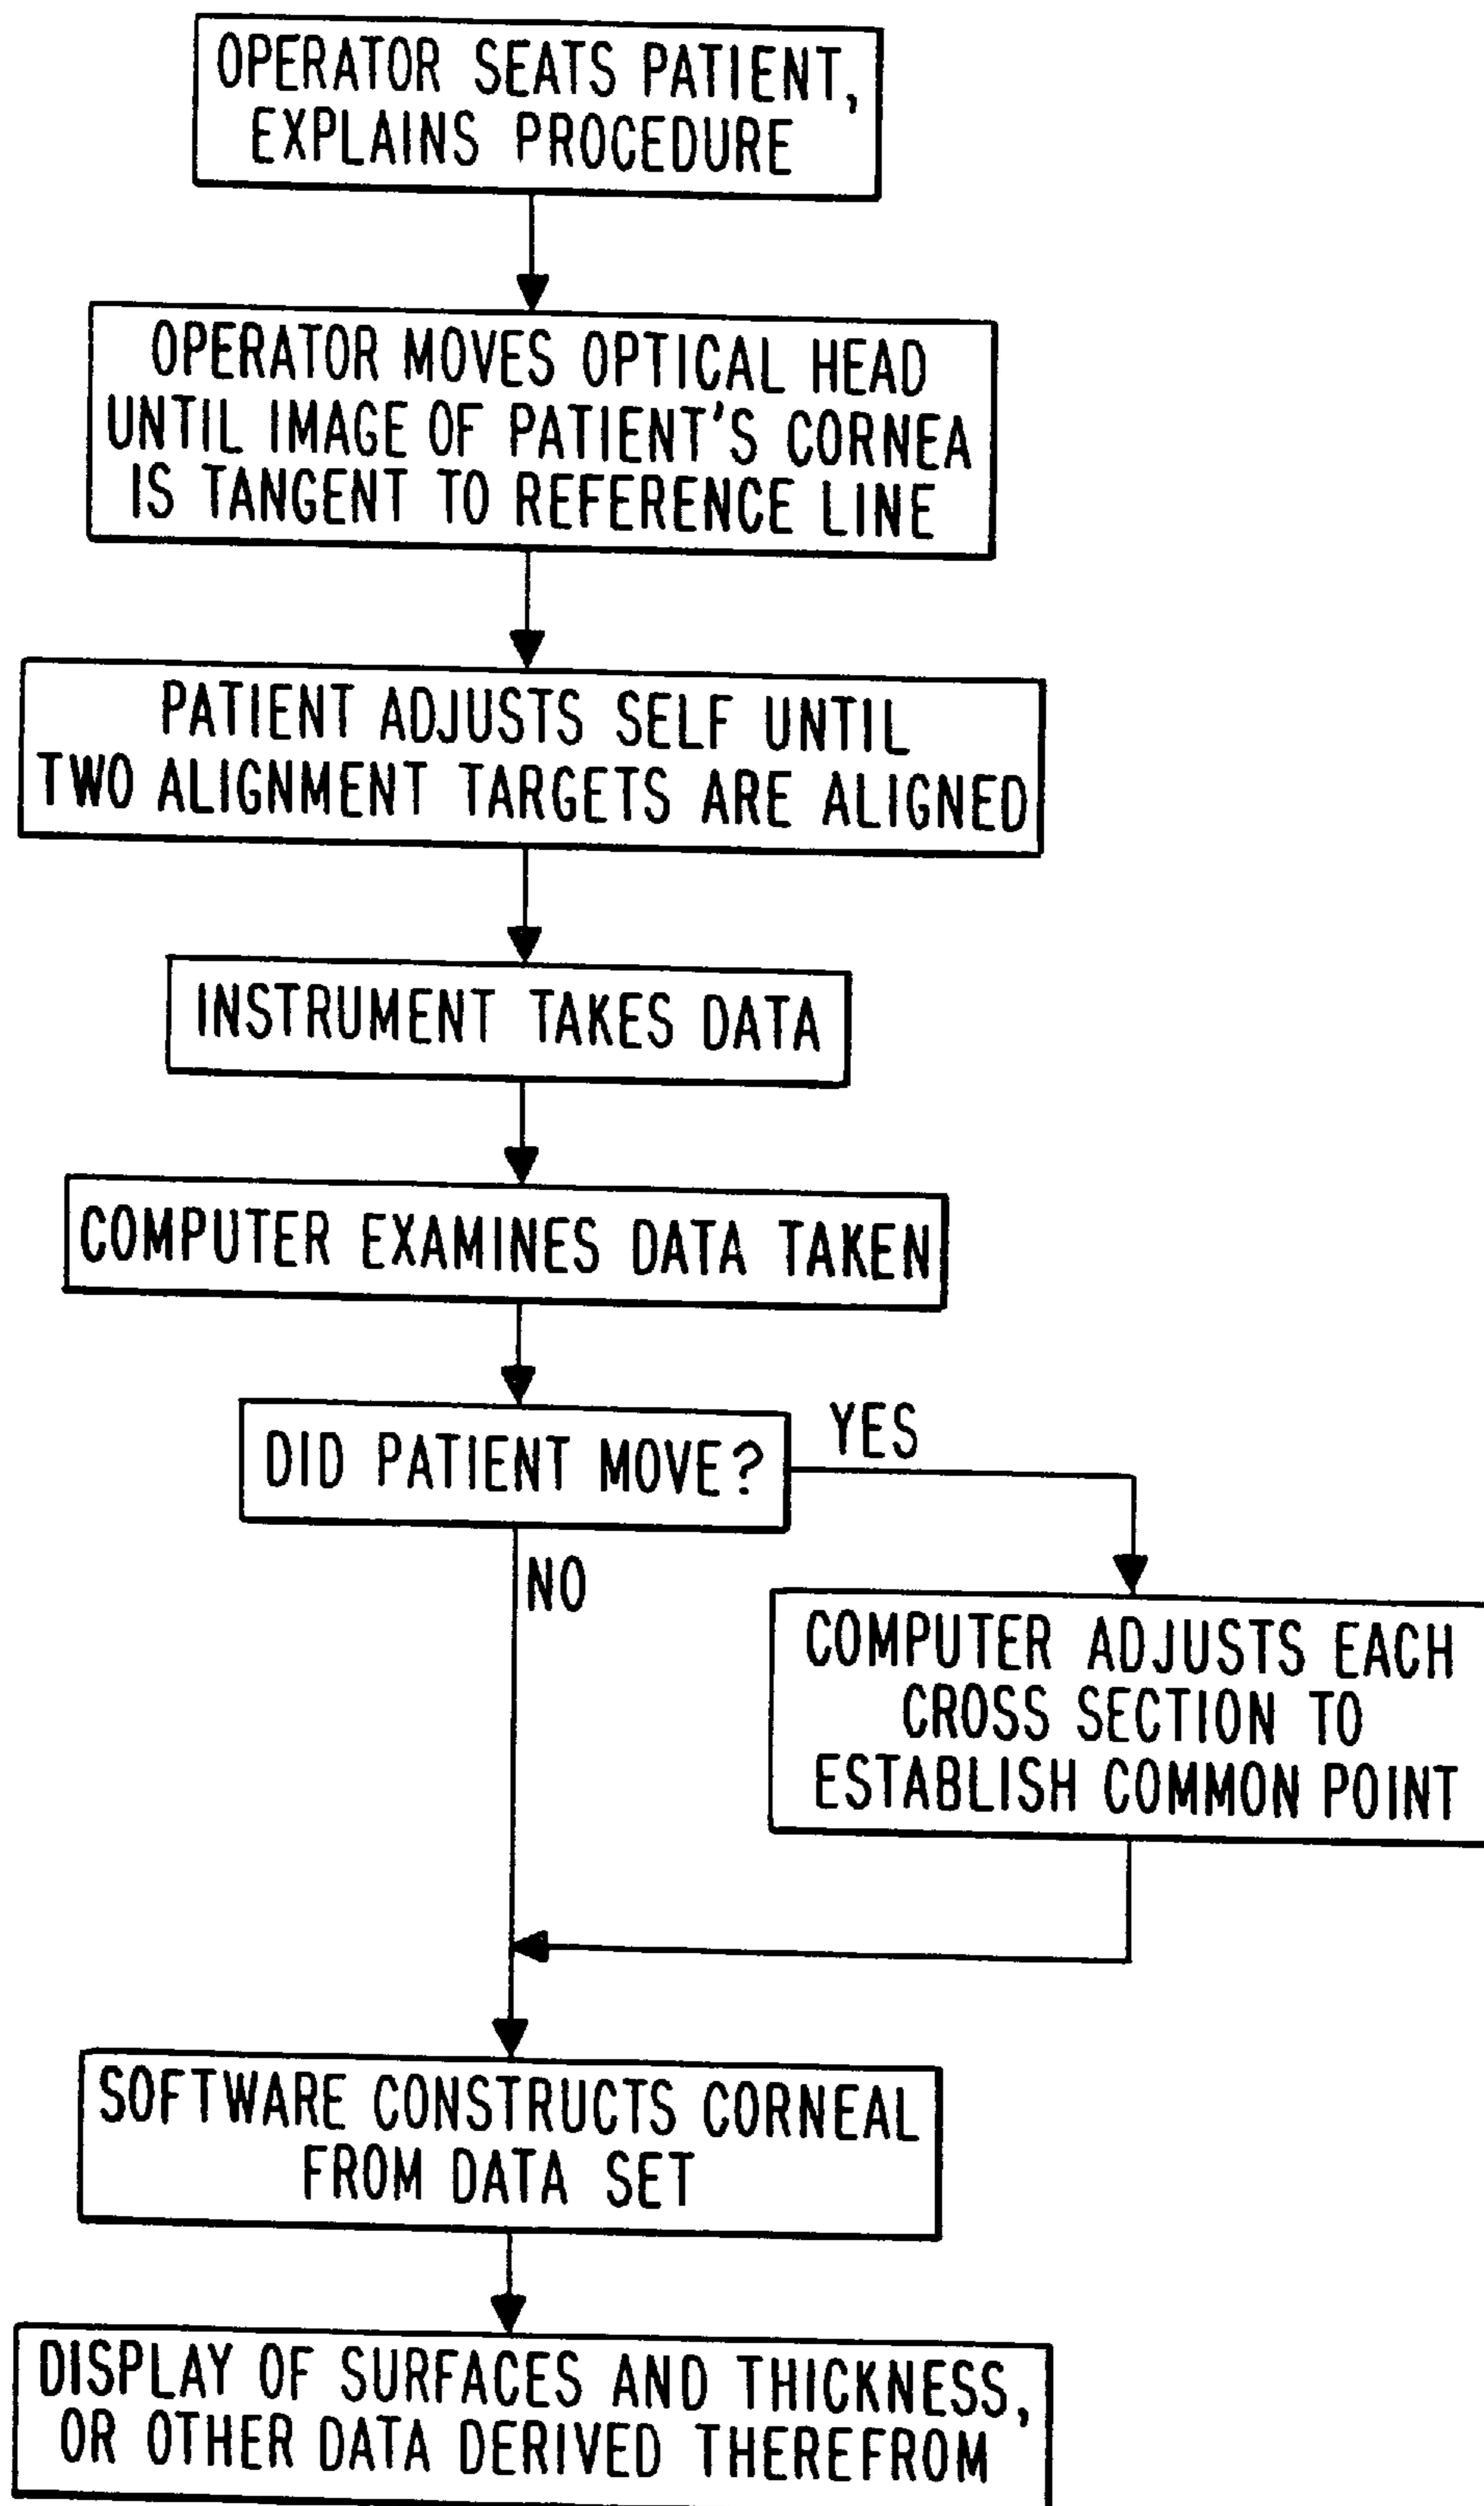 OPERATOR SEATS PATIENT,
EXPLAINS PROCEDURE
OPERATOR MOVES OPTICAL HEAD
UNTIL IMAGE OF PATIENT'S CORNEA
IS TANGENT TO REFERENCE LINE
PATIENT ADJUSTS SELF UNTIL
TWO ALIGNMENT TARGETS ARE ALIGNED
INSTRUMENT TAKES DATA
COMPUTER EXAMINES DATA TAKEN
DID PATIENT MOVE?
YES
NO
COMPUTER ADJUSTS EACH
CROSS SECTION TO
ESTABLISH COMMON POINT
SOFTWARE CONSTRUCTS CORNEAL
FROM DATA SET
DISPLAY OF SURFACES AND THICKNESS,
OR OTHER DATA DERIVED THEREFROM